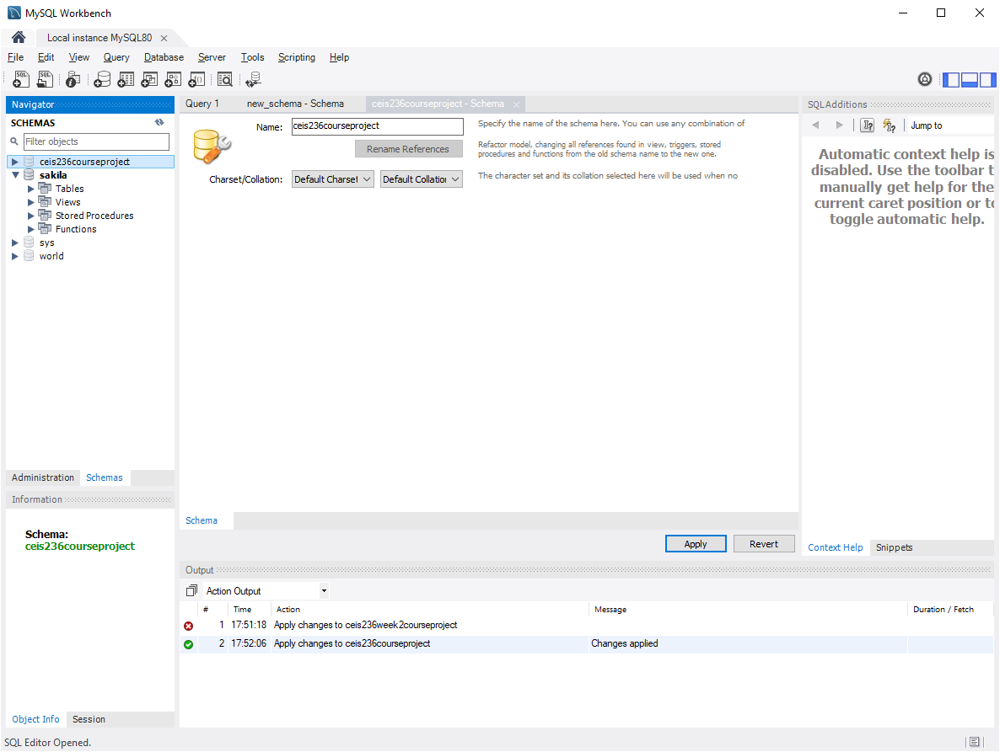 MySQL Workbench
Local instance MySQL80
File Edit View Query Database Server Tools Scripting Help
Navigator
SCHEMAS
Filter objects
ceis236courseproject
sakila
Tables
Views
Stored Procedures
Functions
sys
world
Administration Schemas
Information
Schema:
ceis236courseproject
Object Info Session
Query 1 new_schema - Schema ceis236courseproject - Schema
Name: ceis236courseproject
Specify the name of the schema here. You can use any combination of
Rename References
Refactor model, changing all references found in view, triggers, stored
procedures and functions from the old schema name to the new one.
Charset/Collation: Default Charset Default Collation
The character set and its collation selected here will be used when no
Schema
Apply Revert
SQLAdditions
Jump to
Automatic context help is
disabled. Use the toolbar t
manually get help for the
current caret position or to
toggle automatic help.
Context Help Snippets
Output
Action Output
# Time Action Message Duration / Fetch
1 17:51:18 Apply changes to ceis236week2courseproject
2 17:52:06 Apply changes to ceis236courseproject Changes applied
SQL Editor Opened.